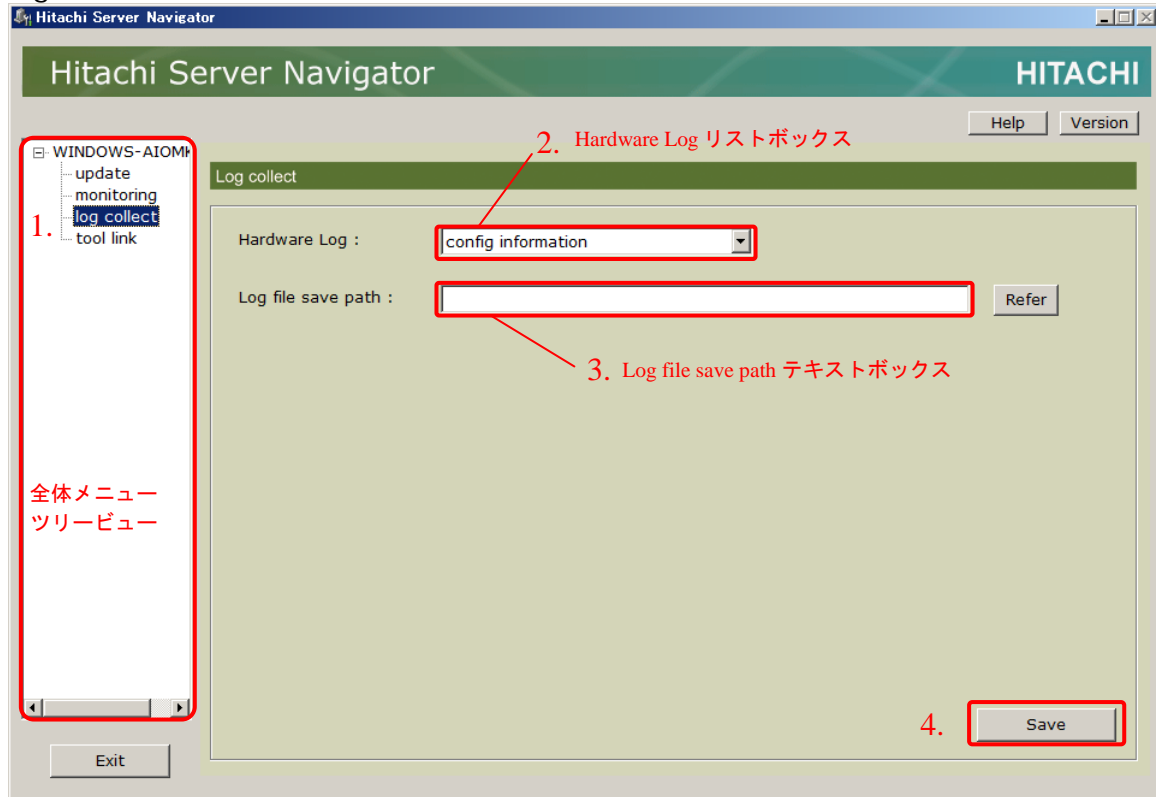 Hitachi Server Navigator
Hitachi Server Navigator
HITACHI
Help
Version
2. Hardware Log リストボックス
WINDOWS-AIOM
update
monitoring
log collect
tool link
1.
Log collect
Hardware Log :
config information
Log file save path :
Refer
3. Log file save path テキストボックス
全体メニュー
ツリービュー
4.
Save
Exit